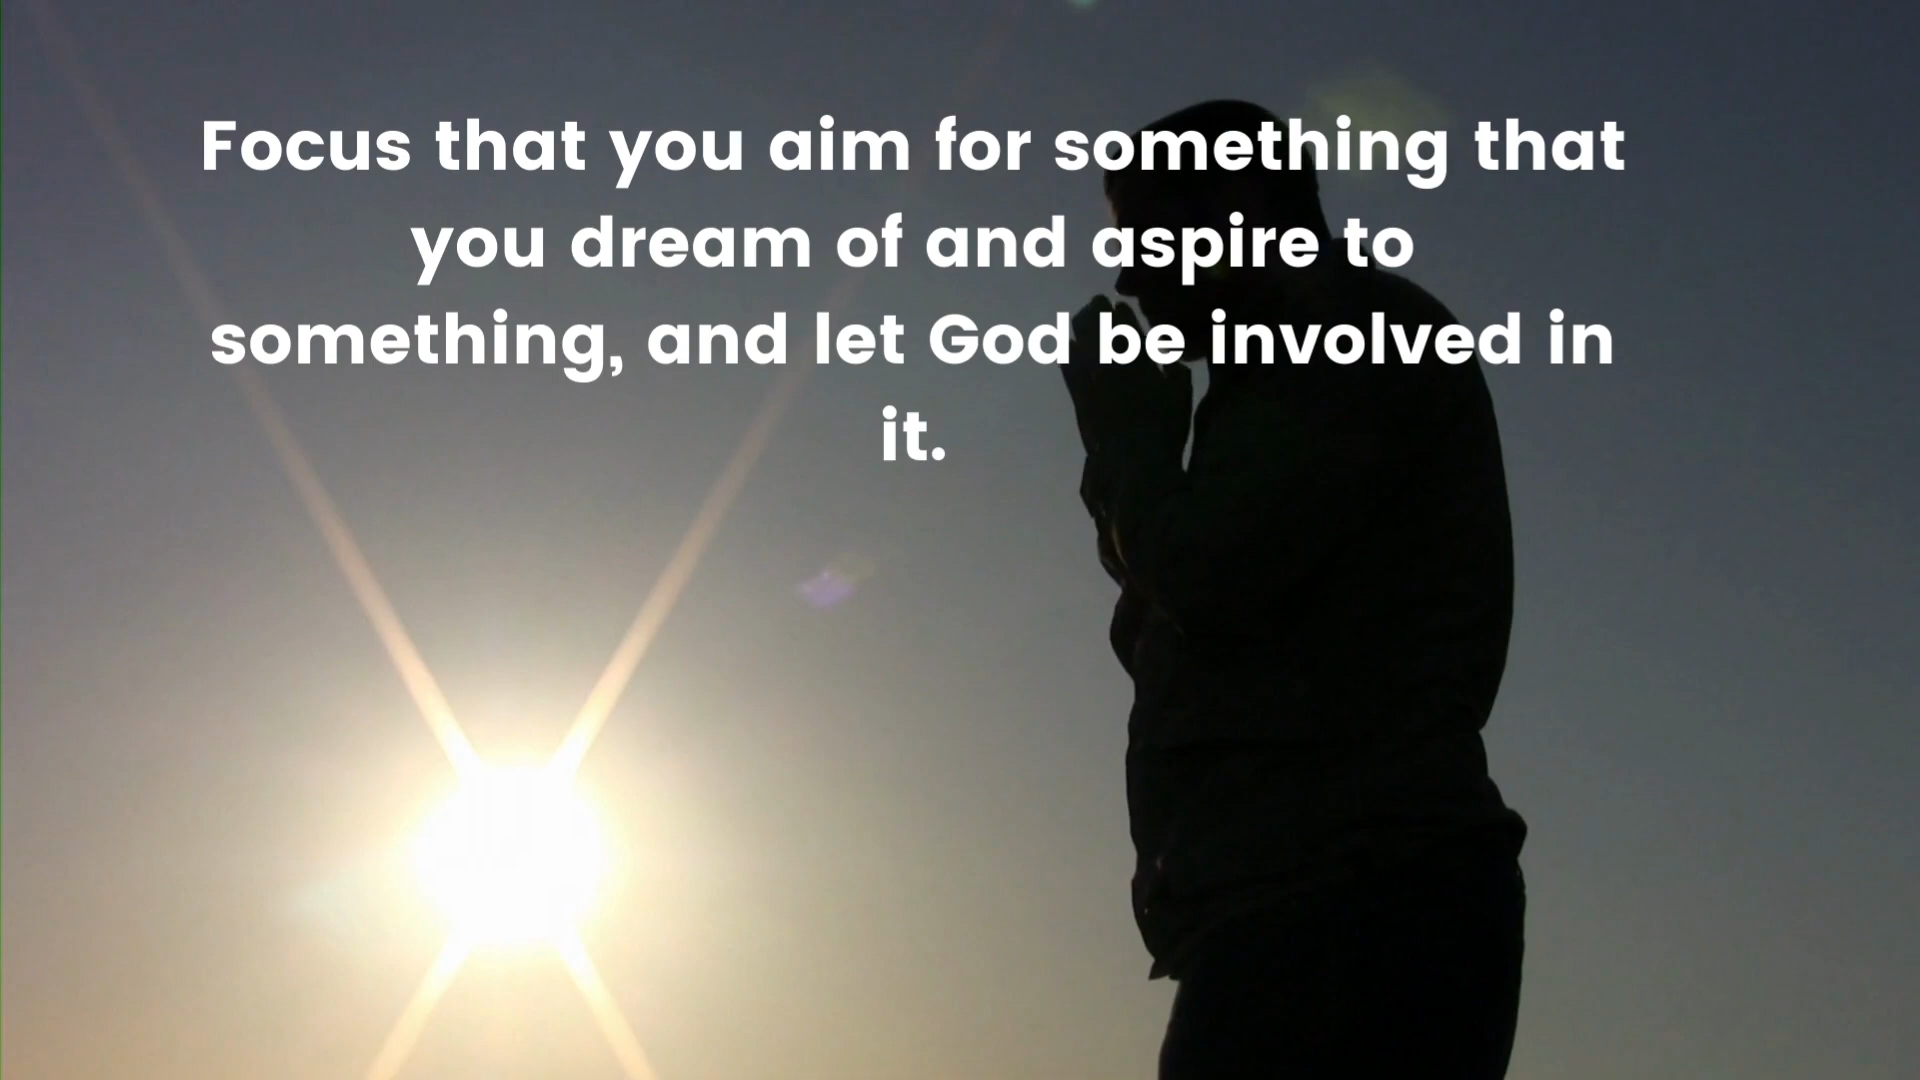 Focus that you aim for something that
you dream of and aspire to
something, and let God be involved in
it.